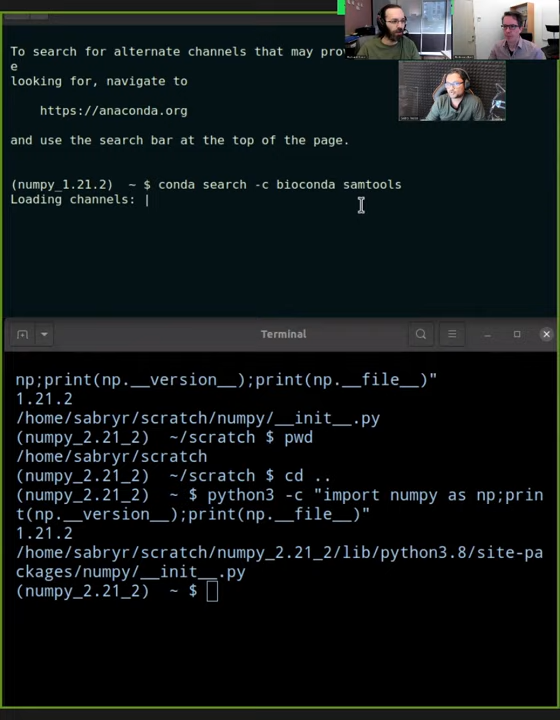 To search for alternate channels that may prov
e
looking for, navigate to
https://anaconda.org
and use the search bar at the top of the page.
(numpy_1.21.2) ~ $ conda search -c bioconda samtools
Loading channels: |
Terminal
np;print(np.__version__);print(np.__file__)"
1.21.2
/home/sabryr/scratch/numpy/__init__.py
(numpy_2.21_2) ~/scratch $ pwd
/home/sabryr/scratch
(numpy_2.21_2) ~/scratch $ cd ..
(numpy_2.21_2) ~ $ python3 -c "import numpy as np;prin
t(np.__version__);print(np.__file__)"
1.21.2
/home/sabryr/scratch/numpy_2.21_2/lib/python3.8/site-pa
ckages/numpy/__init__.py
(numpy_2.21_2) ~ $